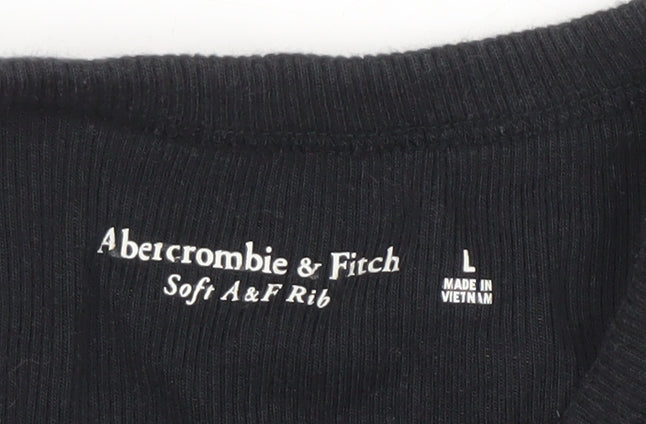 Abercrombie & Fitch
Soft A&F Rib
L
MADE IN
VIETNAM